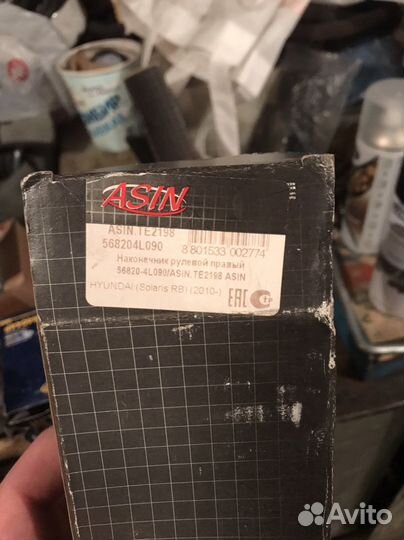 ASIN
ASIN.TE2198
568204L090
8 801533 002774
Наконечник рулевой правый
56820-4L090/ASIN.TE2198 ASIN
HYUNDAI (Solaris RB) (2010-)
EAC
Avito